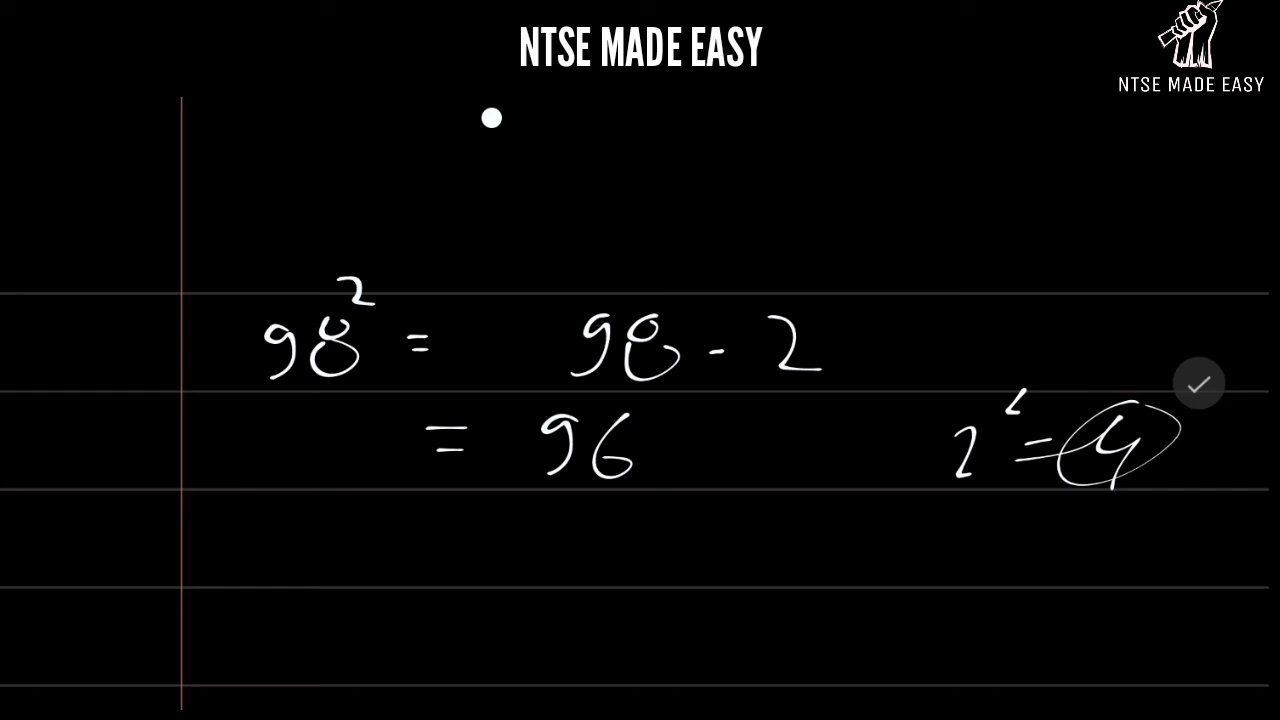 NTSE MADE EASY
NTSE MADE EASY
98² = 98 - 2
= 96
2² = 4